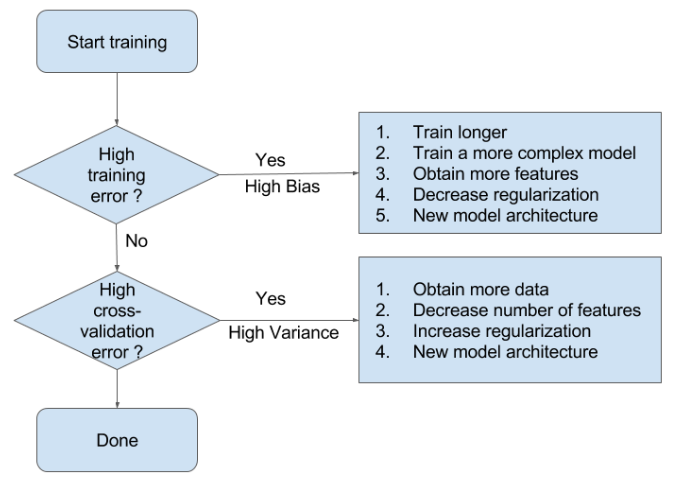 Start training
High
training
error ?
Yes
High Bias
1. Train longer
2. Train a more complex model
3. Obtain more features
4. Decrease regularization
5. New model architecture
No
High
cross-
validation
error ?
Yes
High Variance
1. Obtain more data
2. Decrease number of features
3. Increase regularization
4. New model architecture
Done